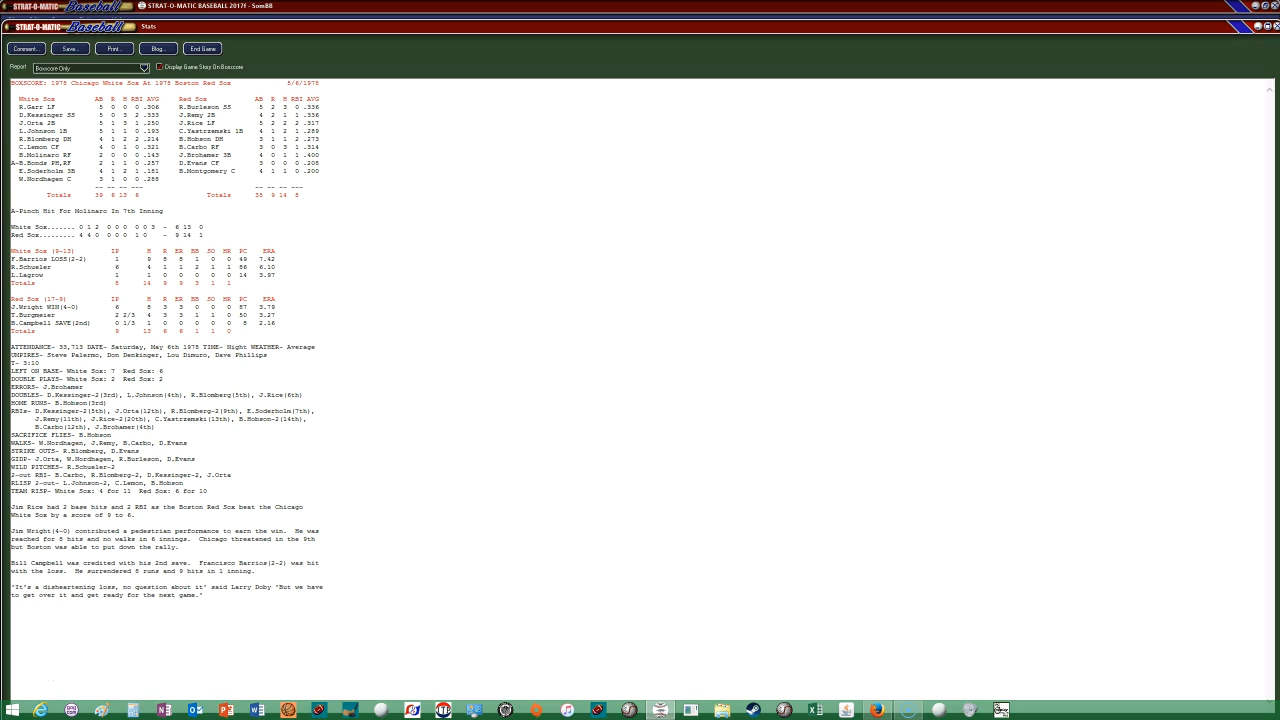 STRAT-O-MATIC Baseball STRAT-O-MATIC BASEBALL 2017f - SomBB
STRAT-O-MATIC Baseball Stats
Comment... Save... Print... Blog... End Game
Report Boxscore Only Display Game Story On Boxscore
BOXSCORE: 1978 Chicago White Sox At 1978 Boston Red Sox 5/6/1978
White Sox AB R H RBI AVG Red Sox AB R H RBI AVG
R.Garr LF 5 0 0 0 .306 R.Burleson SS 5 2 3 0 .336
D.Kessinger SS 5 0 3 2 .333 J.Remy 2B 4 2 1 1 .336
J.Orta 2B 5 1 3 1 .250 J.Rice LF 5 2 2 2 .317
L.Johnson 1B 5 1 1 0 .193 C.Yastrzemski 1B 4 1 2 1 .289
R.Blomberg DH 4 1 2 2 .214 B.Hobson DH 3 1 1 2 .273
C.Lemon CF 4 0 1 0 .321 B.Carbo RF 3 0 3 1 .314
B.Molinaro RF 2 0 0 0 .143 J.Brohamer 3B 4 0 1 1 .400
A-B.Bonds PH,RF 2 1 1 0 .257 D.Evans CF 3 0 0 0 .208
E.Soderholm 3B 4 1 2 1 .181 B.Montgomery C 4 1 1 0 .200
W.Nordhagen C 3 1 0 0 .288
-- -- -- --- -- -- -- ---
Totals 39 6 13 6 Totals 35 9 14 8
A-Pinch Hit For Molinaro In 7th Inning
White Sox....... 0 1 2 0 0 0 0 0 3 - 6 13 0
Red Sox......... 4 4 0 0 0 0 1 0 - 9 14 1
White Sox (9-13) IP H R ER BB SO HR PC ERA
F.Barrios LOSS(2-2) 1 9 8 8 1 0 0 49 7.42
R.Schueler 6 4 1 1 2 1 1 86 6.10
L.Lagrow 1 1 0 0 0 0 0 14 3.97
Totals 8 14 9 9 3 1 1
Red Sox (17-9) IP H R ER BB SO HR PC ERA
J.Wright WIN(4-0) 6 8 3 3 0 0 0 87 3.79
T.Burgmeier 2 2/3 4 3 3 1 1 0 50 3.27
B.Campbell SAVE(2nd) 0 1/3 1 0 0 0 0 0 8 2.16
Totals 9 13 6 6 1 1 0
ATTENDANCE- 33,713 DATE- Saturday, May 6th 1978 TIME- Night WEATHER- Average
UMPIRES- Steve Palermo, Don Denkinger, Lou Dimuro, Dave Phillips
T- 3:10
LEFT ON BASE- White Sox: 7 Red Sox: 6
DOUBLE PLAYS- White Sox: 2 Red Sox: 2
ERRORS- J.Brohamer
DOUBLES- D.Kessinger-2(3rd), L.Johnson(4th), R.Blomberg(5th), J.Rice(6th)
HOME RUNS- B.Hobson(3rd)
RBIs- D.Kessinger-2(5th), J.Orta(12th), R.Blomberg-2(9th), E.Soderholm(7th),
J.Remy(11th), J.Rice-2(20th), C.Yastrzemski(13th), B.Hobson-2(14th),
B.Carbo(12th), J.Brohamer(4th)
SACRIFICE FLIES- B.Hobson
WALKS- W.Nordhagen, J.Remy, B.Carbo, D.Evans
STRIKE OUTS- R.Blomberg, D.Evans
GIDP- J.Orta, W.Nordhagen, R.Burleson, D.Evans
WILD PITCHES- R.Schueler-2
2-out RBI- B.Carbo, R.Blomberg-2, D.Kessinger-2, J.Orta
RLISP 2-out- L.Johnson-2, C.Lemon, B.Hobson
TEAM RISP- White Sox: 4 for 11 Red Sox: 6 for 10
Jim Rice had 2 base hits and 2 RBI as the Boston Red Sox beat the Chicago
White Sox by a score of 9 to 6.
Jim Wright(4-0) contributed a pedestrian performance to earn the win. He was
reached for 8 hits and no walks in 6 innings. Chicago threatened in the 9th
but Boston was able to put down the rally.
Bill Campbell was credited with his 2nd save. Francisco Barrios(2-2) was hit
with the loss. He surrendered 8 runs and 9 hits in 1 inning.
'It's a disheartening loss, no question about it' said Larry Doby 'But we have
to get over it and get ready for the next game.'